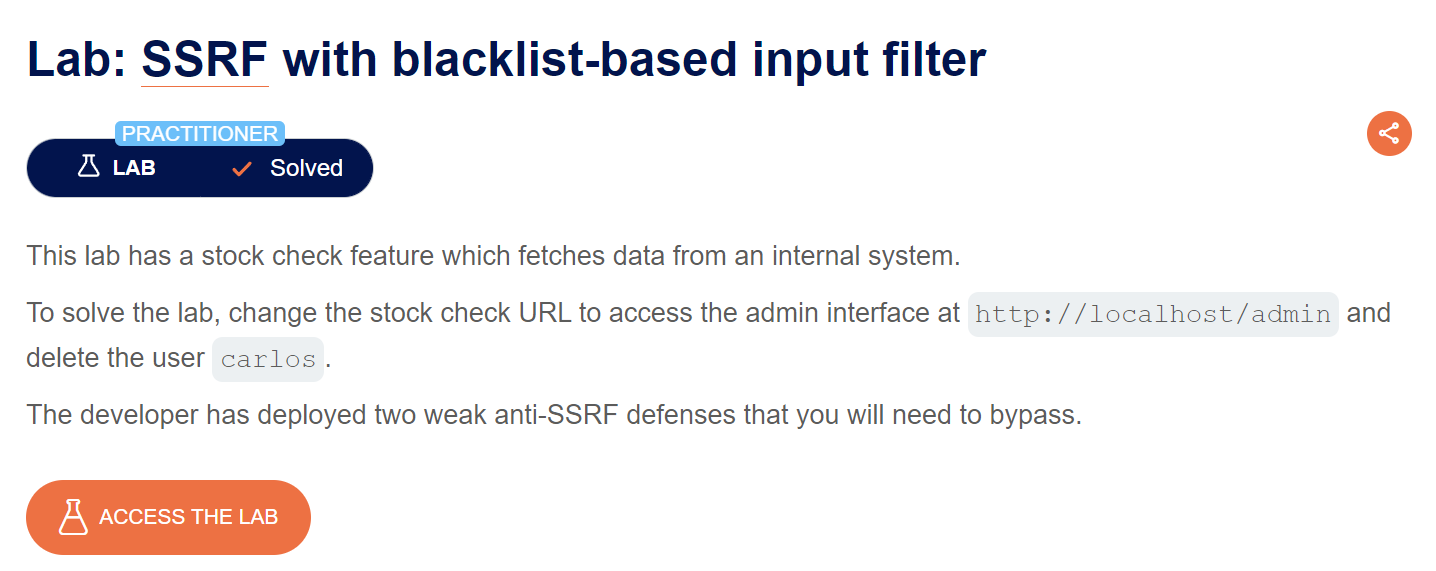 Lab: SSRF with blacklist-based input filter
PRACTITIONER
LAB Solved
This lab has a stock check feature which fetches data from an internal system.
To solve the lab, change the stock check URL to access the admin interface at http://localhost/admin and
delete the user carlos.
The developer has deployed two weak anti-SSRF defenses that you will need to bypass.
ACCESS THE LAB